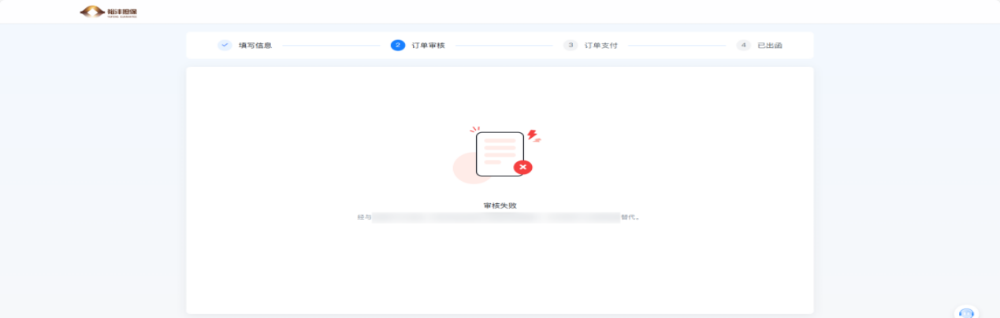 裕沣担保
填写信息
2 订单审核
3 订单支付
4 已出函
审核失败
经与
替代。